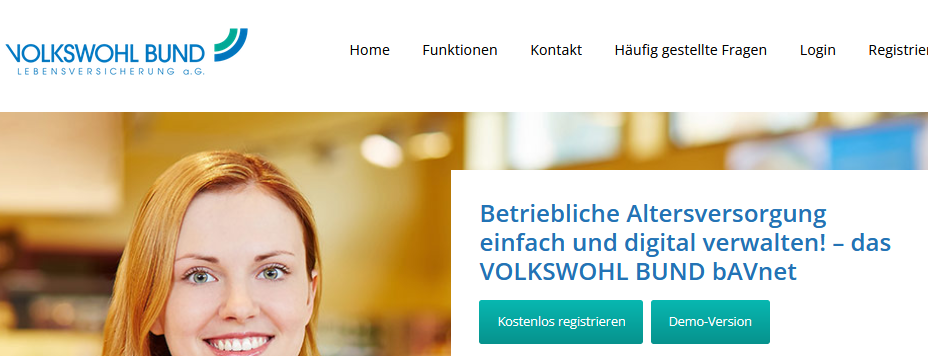 VOLKSWOHL BUND
LEBENSVERSICHERUNG a.G.
Home Funktionen Kontakt Häufig gestellte Fragen Login Registrier
Betriebliche Altersversorgung
einfach und digital verwalten! – das
VOLKSWOHL BUND bAVnet
Kostenlos registrieren Demo-Version